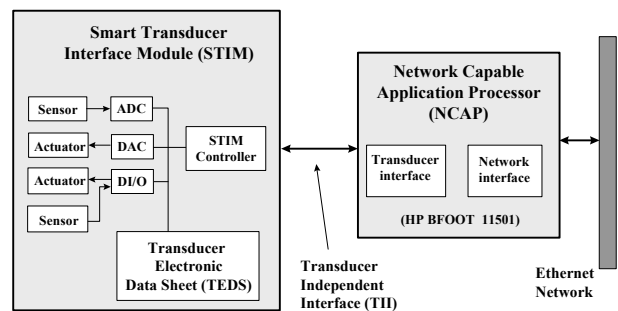 Smart Transducer
Interface Module (STIM)
Sensor
ADC
Actuator
DAC
Actuator
DI/O
Sensor
STIM
Controller
Transducer
Electronic
Data Sheet (TEDS)
Transducer
Independent
Interface (TII)
Network Capable
Application Processor
(NCAP)
Transducer
interface
Network
interface
(HP BFOOT 11501)
Ethernet
Network